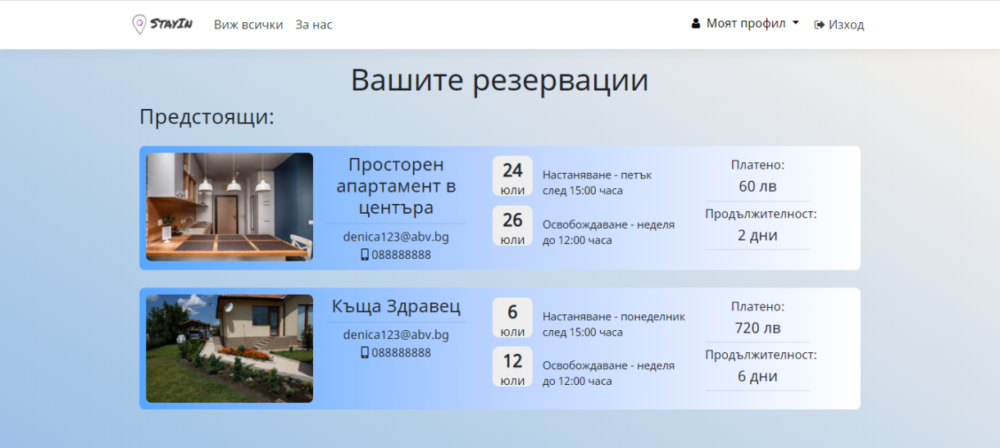 StayIn Виж всички За нас Моят профил Изход
Вашите резервации
Предстоящи:
Просторен
апартамент в
центъра
denica123@abv.bg
088888888
24
юли
Настаняване - петък
след 15:00 часа
26
юли
Освобождаване - неделя
до 12:00 часа
Платено:
60 лв
Продължителност:
2 дни
Къща Здравец
denica123@abv.bg
088888888
6
юли
Настаняване - понеделник
след 15:00 часа
12
юли
Освобождаване - неделя
до 12:00 часа
Платено:
720 лв
Продължителност:
6 дни